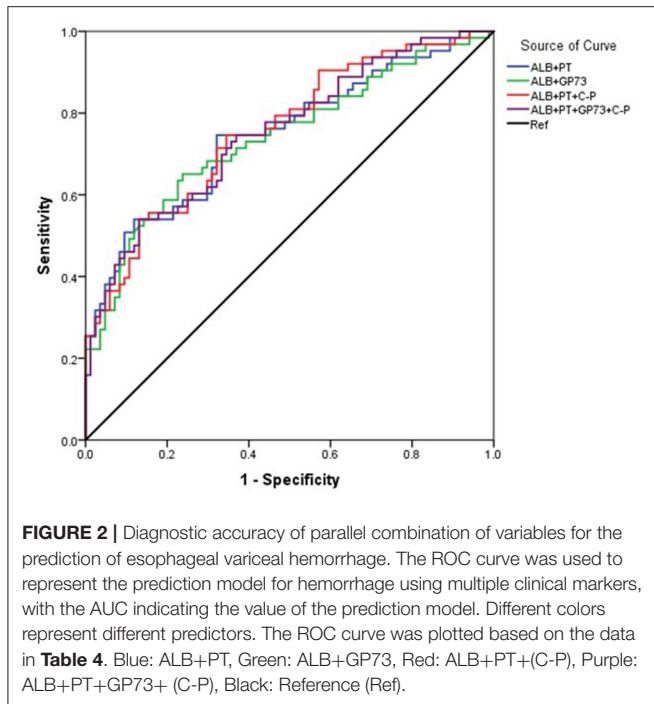 Source of Curve
ALB+PT
ALB+GP73
ALB+PT+C-P
ALB+PT+GP73+C-P
Ref
1.0
0.8
0.6
0.4
0.2
0.0
Sensitivity
0.0 0.2 0.4 0.6 0.8 1.0
1 - Specificity
FIGURE 2 | Diagnostic accuracy of parallel combination of variables for the
prediction of esophageal variceal hemorrhage. The ROC curve was used to
represent the prediction model for hemorrhage using multiple clinical markers,
with the AUC indicating the value of the prediction model. Different colors
represent different predictors. The ROC curve was plotted based on the data
in Table 4. Blue: ALB+PT, Green: ALB+GP73, Red: ALB+PT+(C-P), Purple:
ALB+PT+GP73+ (C-P), Black: Reference (Ref).